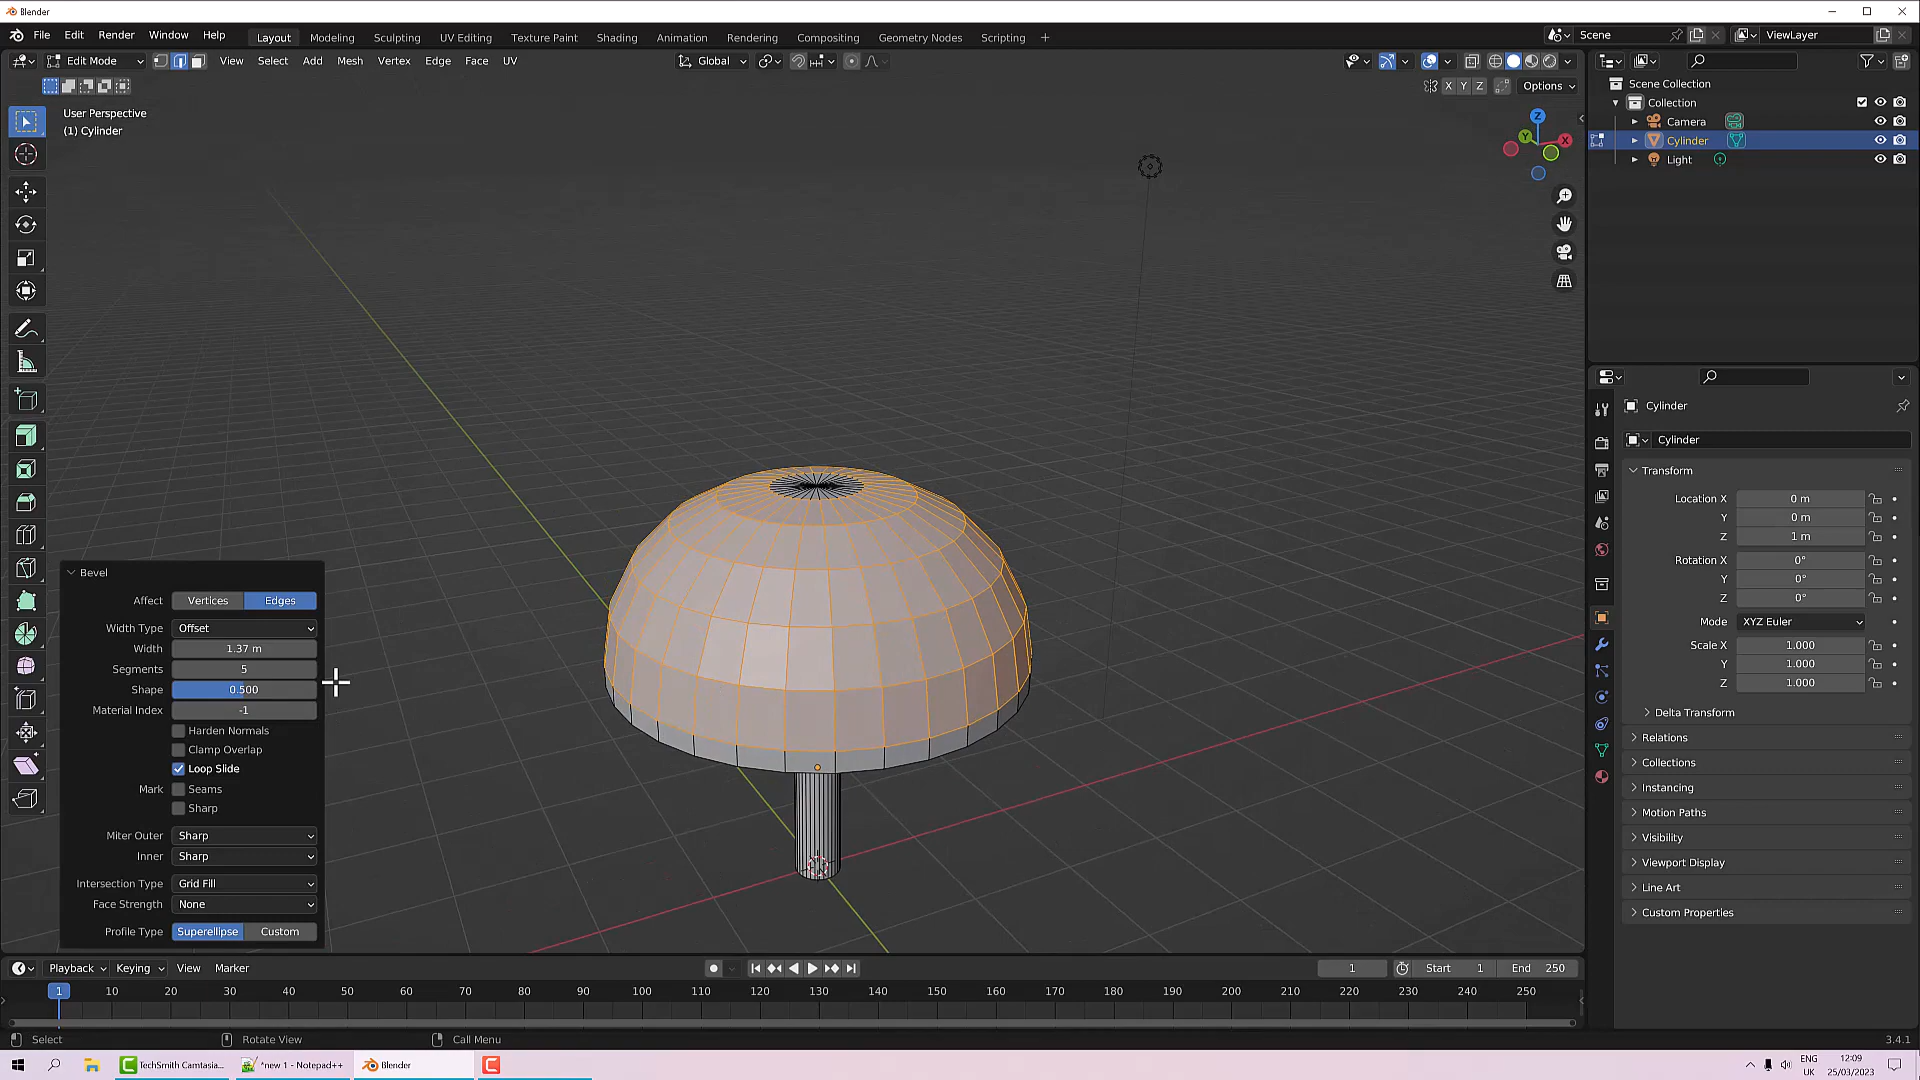 Blender
File Edit Render Window Help
Layout Modeling Sculpting UV Editing Texture Paint Shading Animation Rendering Compositing Geometry Nodes Scripting +
Scene
ViewLayer
Edit Mode View Select Add Mesh Vertex Edge Face UV
Global
X Y Z Options
User Perspective
(1) Cylinder
Z
Y
X
Scene Collection
Collection
Camera
Cylinder
Light
Cylinder
Cylinder
Transform
Location X 0 m
Y 0 m
Z 1 m
Rotation X 0°
Y 0°
Z 0°
Mode XYZ Euler
Scale X 1.000
Y 1.000
Z 1.000
Delta Transform
Relations
Collections
Instancing
Motion Paths
Visibility
Viewport Display
Line Art
Custom Properties
Bevel
Affect Vertices Edges
Width Type Offset
Width 1.37 m
Segments 5
Shape 0.500
Material Index -1
Harden Normals
Clamp Overlap
Loop Slide
Mark Seams
Sharp
Miter Outer Sharp
Inner Sharp
Intersection Type Grid Fill
Face Strength None
Profile Type Superellipse Custom
Playback Keying View Marker
1 Start 1 End 250
1 10 20 30 40 50 60 70 80 90 100 110 120 130 140 150 160 170 180 190 200 210 220 230 240 250
Select Rotate View Call Menu 3.4.1
TechSmith Camtasia... *new 1 - Notepad++ Blender
ENG
UK
12:09
25/03/2023